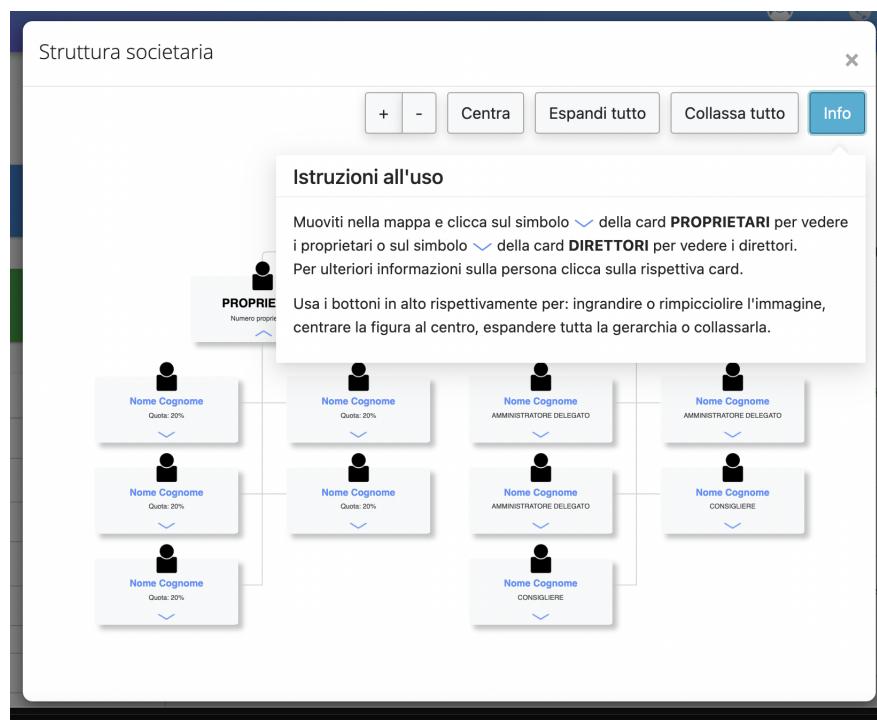 Struttura societaria
×
+ - Centra Espandi tutto Collassa tutto Info
Istruzioni all'uso
Muoviti nella mappa e clicca sul simbolo della card PROPRIETARI per vedere
i proprietari o sul simbolo della card DIRETTORI per vedere i direttori.
Per ulteriori informazioni sulla persona clicca sulla rispettiva card.
Usa i bottoni in alto rispettivamente per: ingrandire o rimpicciolire l'immagine,
centrare la figura al centro, espandere tutta la gerarchia o collassarla.
PROPRIE
Numero proprie
Nome Cognome Nome Cognome Nome Cognome Nome Cognome
Quota: 20% Quota: 20% AMMINISTRATORE DELEGATO AMMINISTRATORE DELEGATO
Nome Cognome Nome Cognome Nome Cognome Nome Cognome
Quota: 20% Quota: 20% AMMINISTRATORE DELEGATO CONSIGLIERE
Nome Cognome Nome Cognome
Quota: 20% CONSIGLIERE